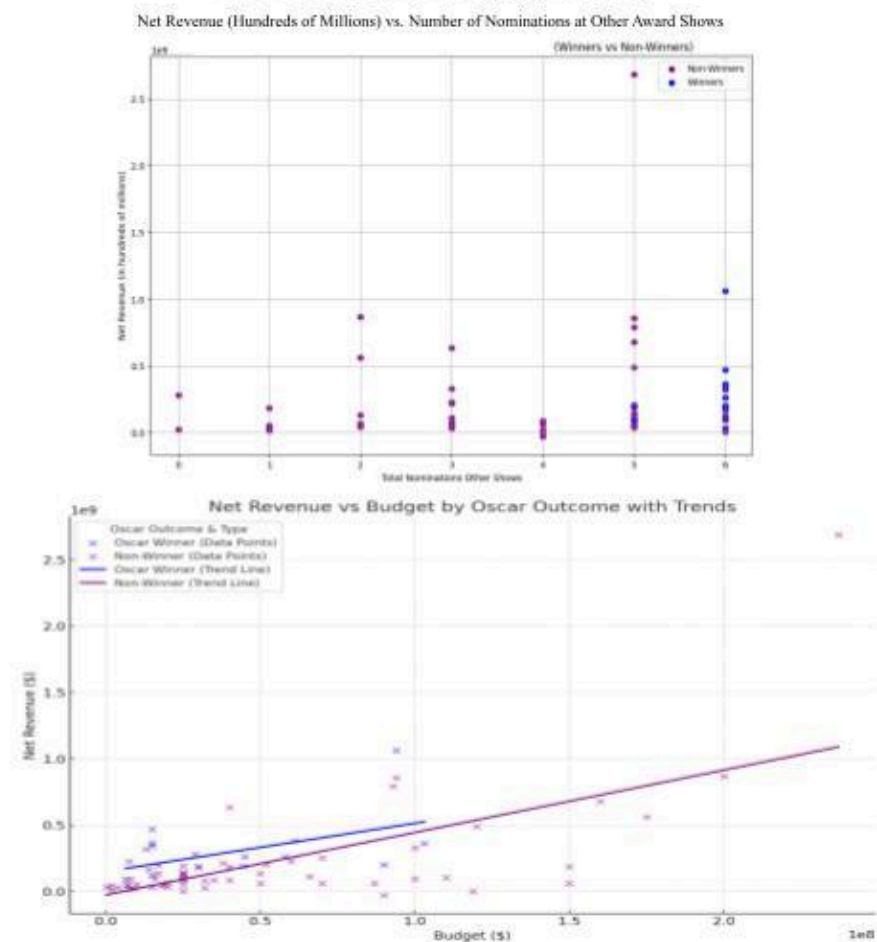 Net Revenue (Hundreds of Millions) vs. Number of Nominations at Other Award Shows
(Winners vs Non-Winners)
1e9
Non-Winners
Winners
2.5
2.0
1.5
1.0
0.5
0.0
Net Revenue (in hundreds of millions)
0 1 2 3 4 5 6
Total Nominations Other Shows
Net Revenue vs Budget by Oscar Outcome with Trends
1e9
Oscar Outcome & Type
Oscar Winner (Data Points)
Non-Winner (Data Points)
Oscar Winner (Trend Line)
Non-Winner (Trend Line)
2.5
2.0
1.5
1.0
0.5
0.0
Net Revenue ($)
0.0 0.5 1.0 1.5 2.0
1e8
Budget ($)